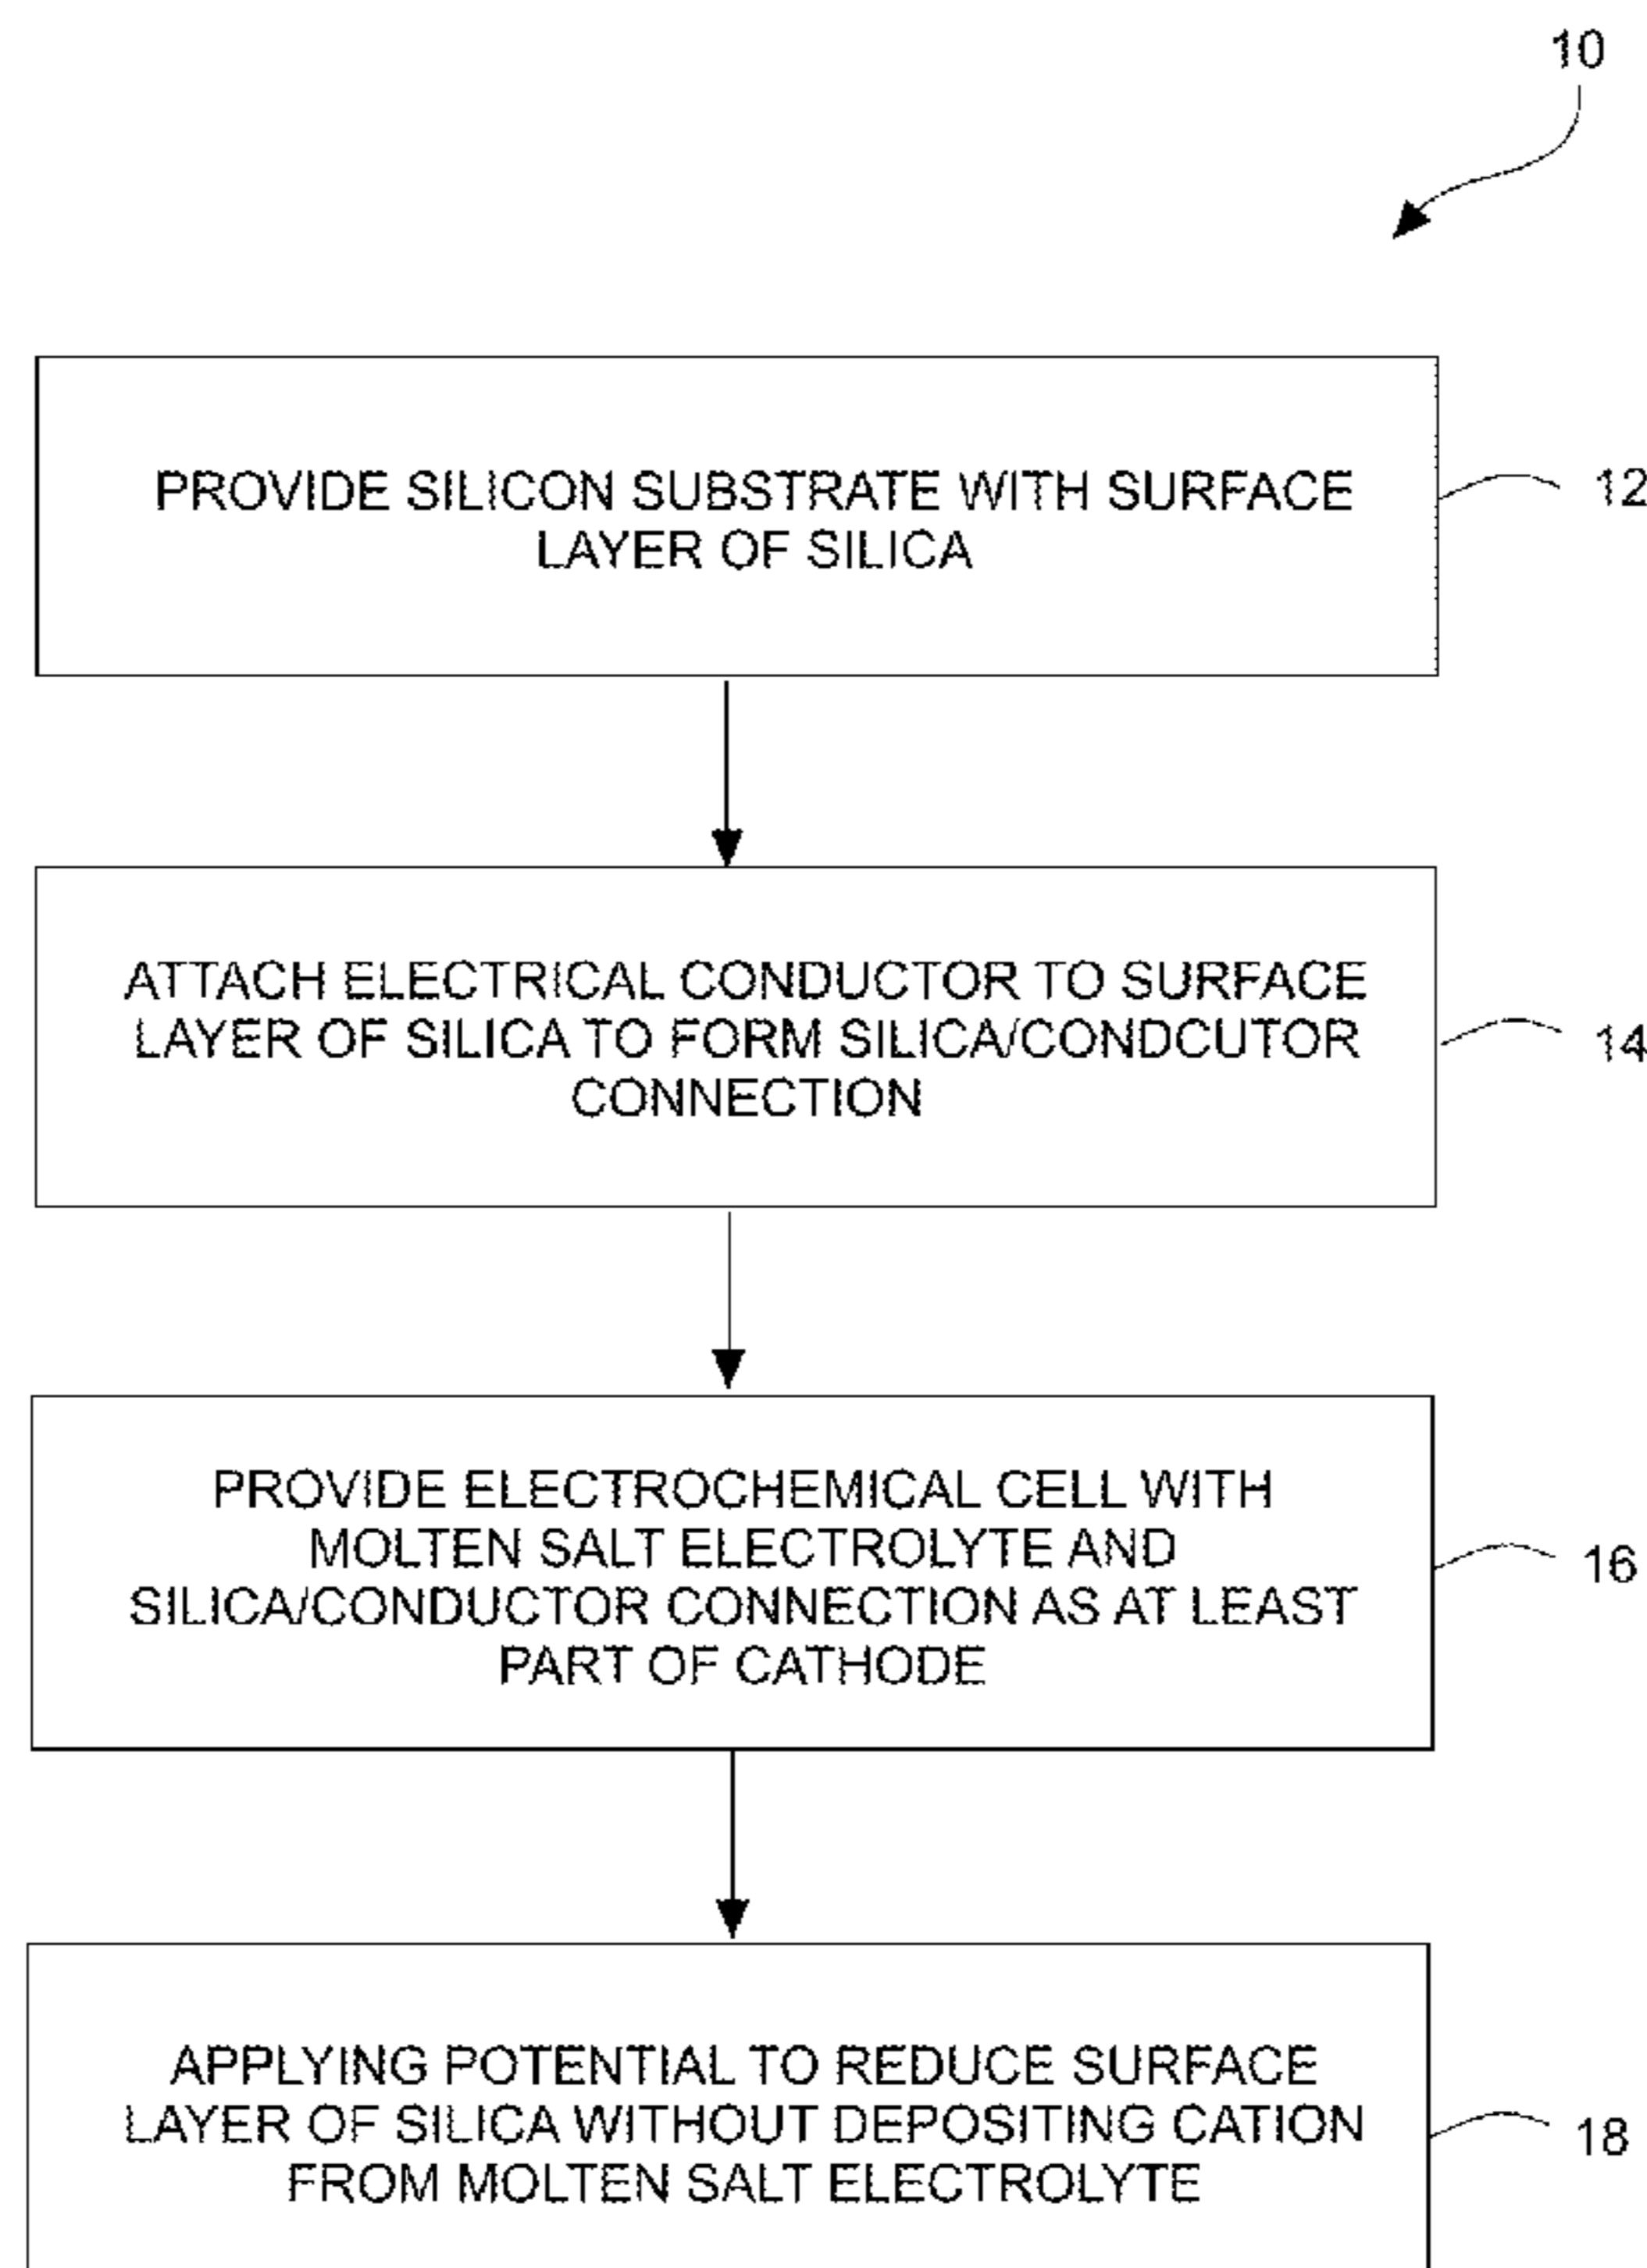 10
PROVIDE SILICON SUBSTRATE WITH SURFACE
LAYER OF SILICA
12
ATTACH ELECTRICAL CONDUCTOR TO SURFACE
LAYER OF SILICA TO FORM SILICA/CONDCUTOR
CONNECTION
14
PROVIDE ELECTROCHEMICAL CELL WITH
MOLTEN SALT ELECTROLYTE AND
SILICA/CONDUCTOR CONNECTION AS AT LEAST
PART OF CATHODE
16
APPLYING POTENTIAL TO REDUCE SURFACE
LAYER OF SILICA WITHOUT DEPOSITING CATION
FROM MOLTEN SALT ELECTROLYTE
18